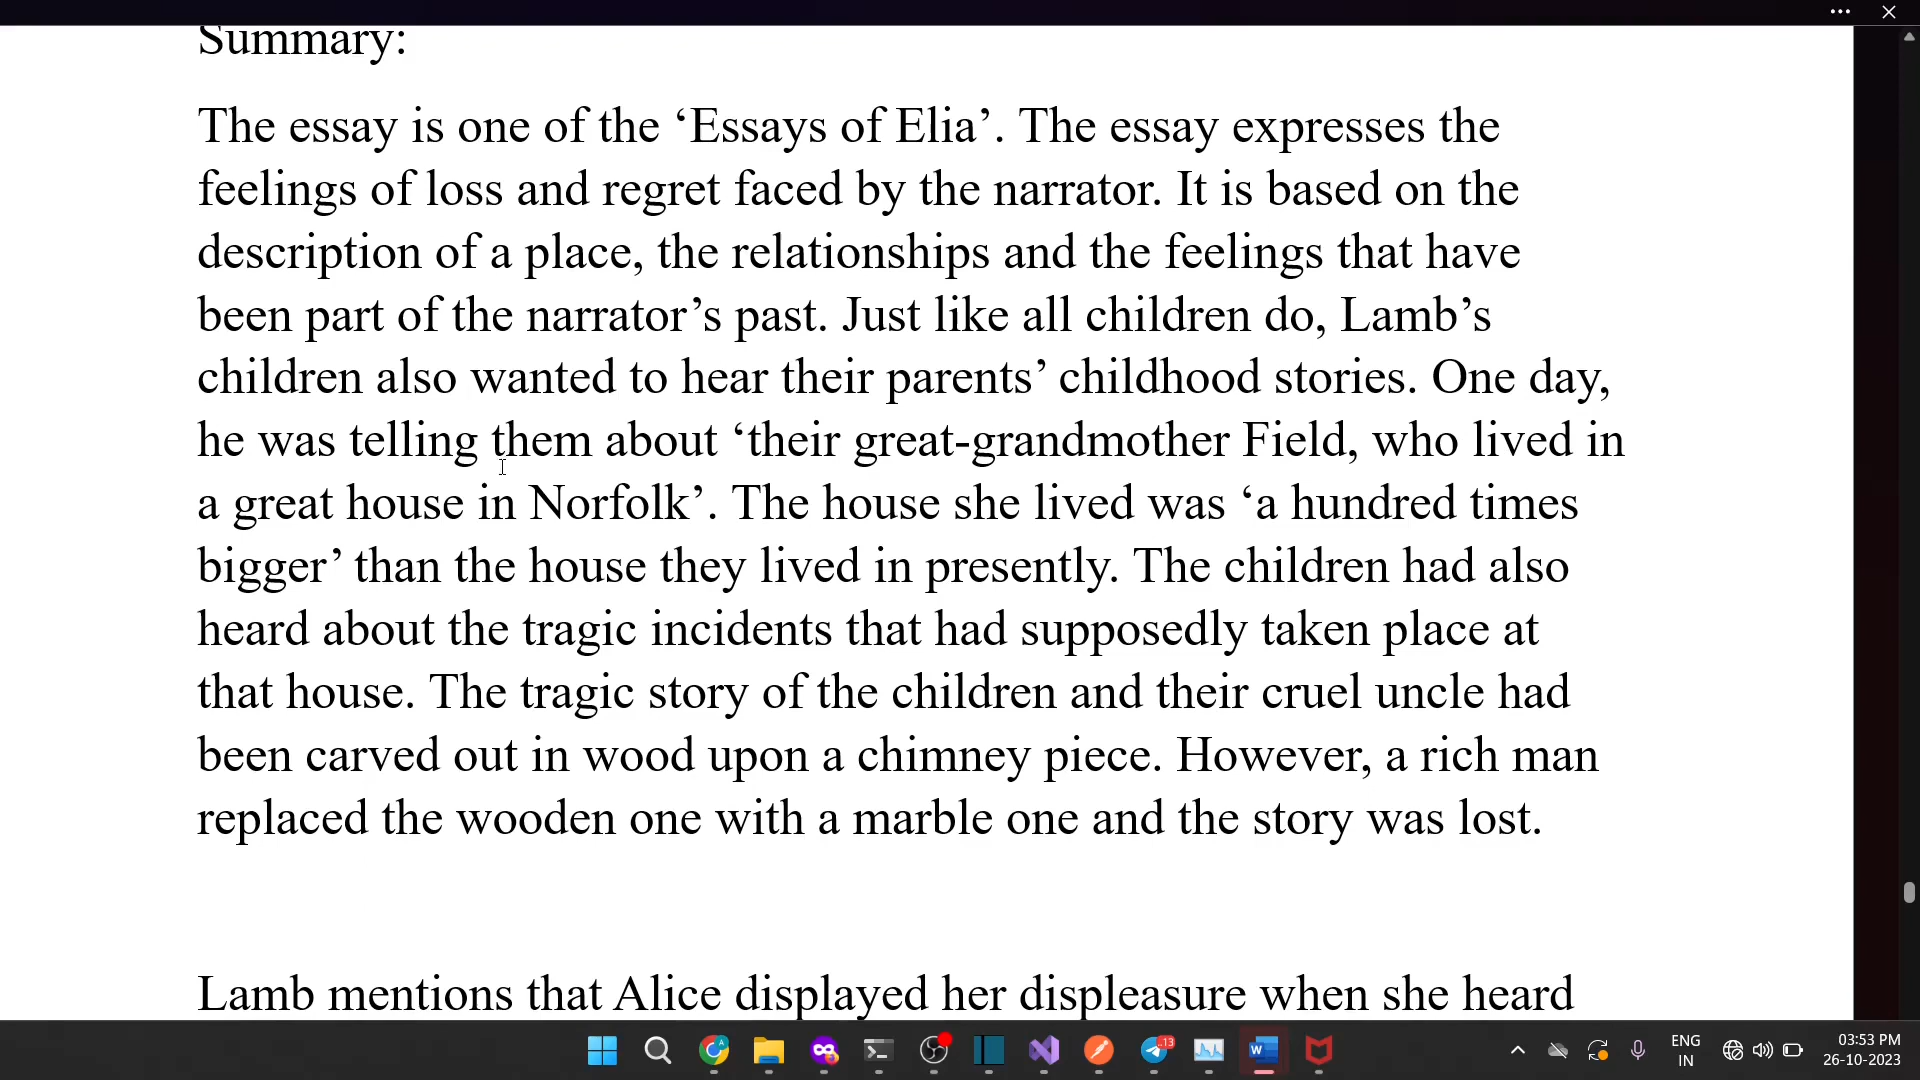 Summary:
The essay is one of the ‘Essays of Elia’. The essay expresses the
feelings of loss and regret faced by the narrator. It is based on the
description of a place, the relationships and the feelings that have
been part of the narrator’s past. Just like all children do, Lamb’s
children also wanted to hear their parents’ childhood stories. One day,
he was telling them about ‘their great-grandmother Field, who lived in
a great house in Norfolk’. The house she lived was ‘a hundred times
bigger’ than the house they lived in presently. The children had also
heard about the tragic incidents that had supposedly taken place at
that house. The tragic story of the children and their cruel uncle had
been carved out in wood upon a chimney piece. However, a rich man
replaced the wooden one with a marble one and the story was lost.
Lamb mentions that Alice displayed her displeasure when she heard
ENG
IN
03:53 PM
26-10-2023